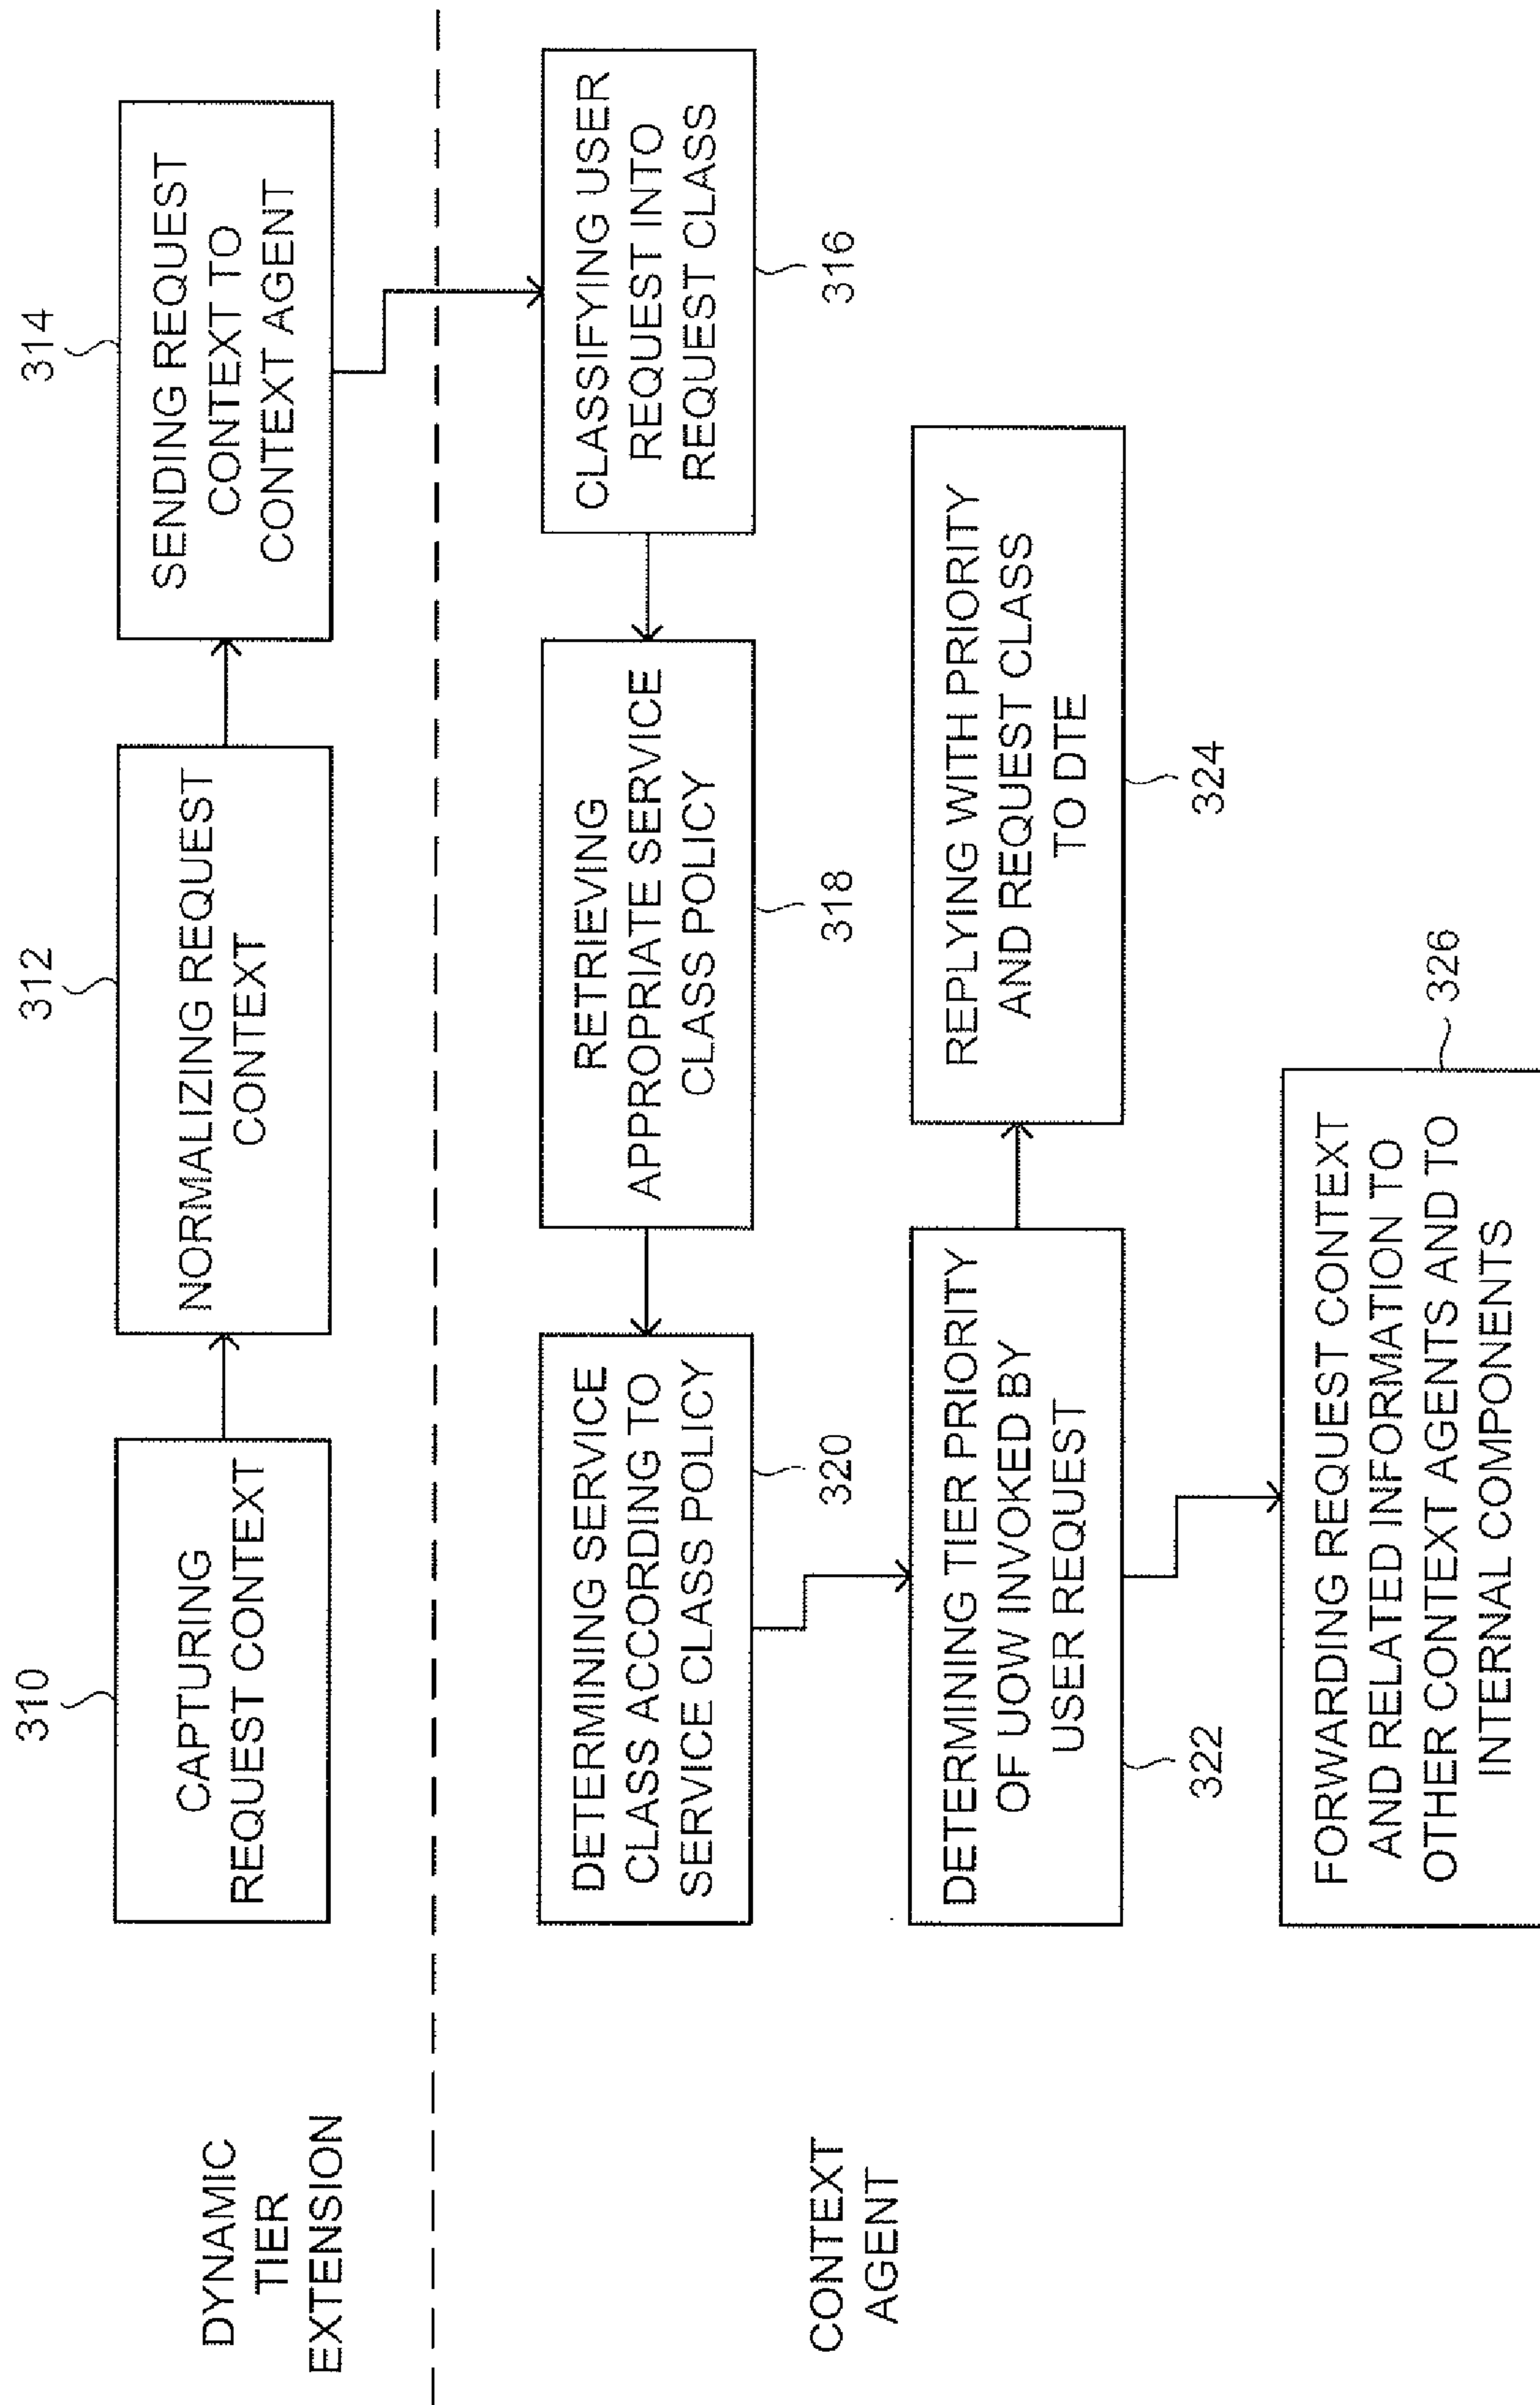 DYNAMIC
TIER
EXTENSION
310
CAPTURING
REQUEST CONTEXT
312
NORMALIZING REQUEST
CONTEXT
314
SENDING REQUEST
CONTEXT TO
CONTEXT AGENT
CONTEXT
AGENT
CLASSIFYING USER
REQUEST INTO
REQUEST CLASS
316
RETRIEVING
APPROPRIATE SERVICE
CLASS POLICY
318
DETERMINING SERVICE
CLASS ACCORDING TO
SERVICE CLASS POLICY
320
DETERMINING TIER PRIORITY
OF UOW INVOKED BY
USER REQUEST
322
REPLYING WITH PRIORITY
AND REQUEST CLASS
TO DTE
324
FORWARDING REQUEST CONTEXT
AND RELATED INFORMATION TO
OTHER CONTEXT AGENTS AND TO
INTERNAL COMPONENTS
326